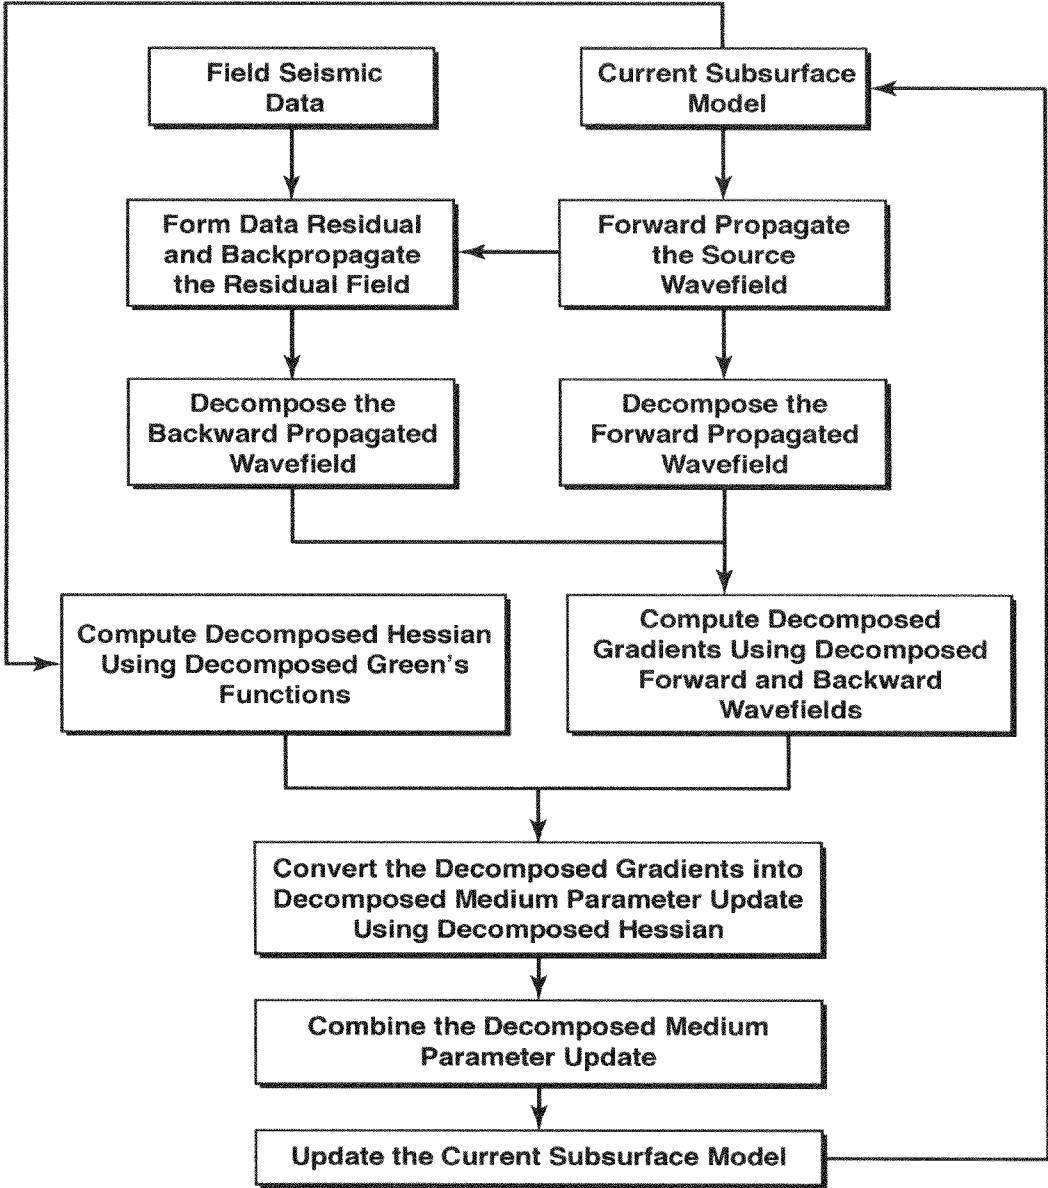 Field Seismic
Data
Current Subsurface
Model
Form Data Residual
and Backpropagate
the Residual Field
Forward Propagate
the Source
Wavefield
Decompose the
Backward Propagated
Wavefield
Decompose the
Forward Propagated
Wavefield
Compute Decomposed Hessian
Using Decomposed Green's
Functions
Compute Decomposed
Gradients Using Decomposed
Forward and Backward
Wavefields
Convert the Decomposed Gradients into
Decomposed Medium Parameter Update
Using Decomposed Hessian
Combine the Decomposed Medium
Parameter Update
Update the Current Subsurface Model